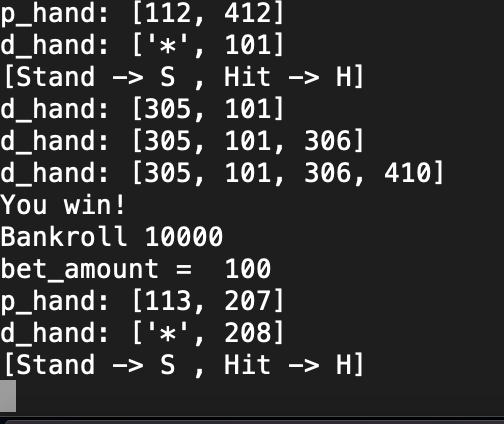 p_hand: [112, 412]
d_hand: ['*', 101]
[Stand -> S , Hit -> H]
d_hand: [305, 101]
d_hand: [305, 101, 306]
d_hand: [305, 101, 306, 410]
You win!
Bankroll 10000
bet_amount =  100
p_hand: [113, 207]
d_hand: ['*', 208]
[Stand -> S , Hit -> H]